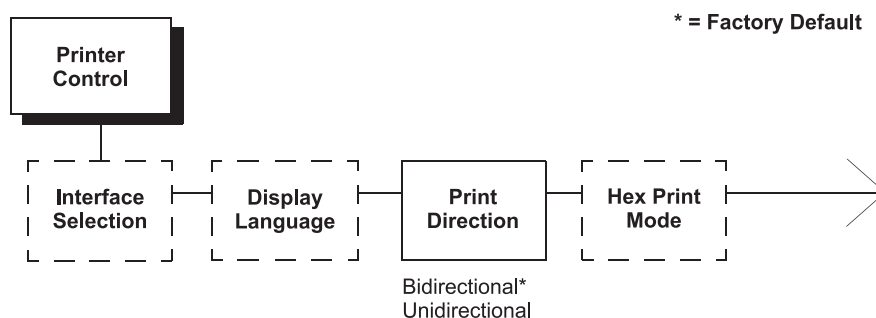 * = Factory Default
Printer
Control
Interface
Selection
Display
Language
Print
Direction
Hex Print
Mode
Bidirectional*
Unidirectional